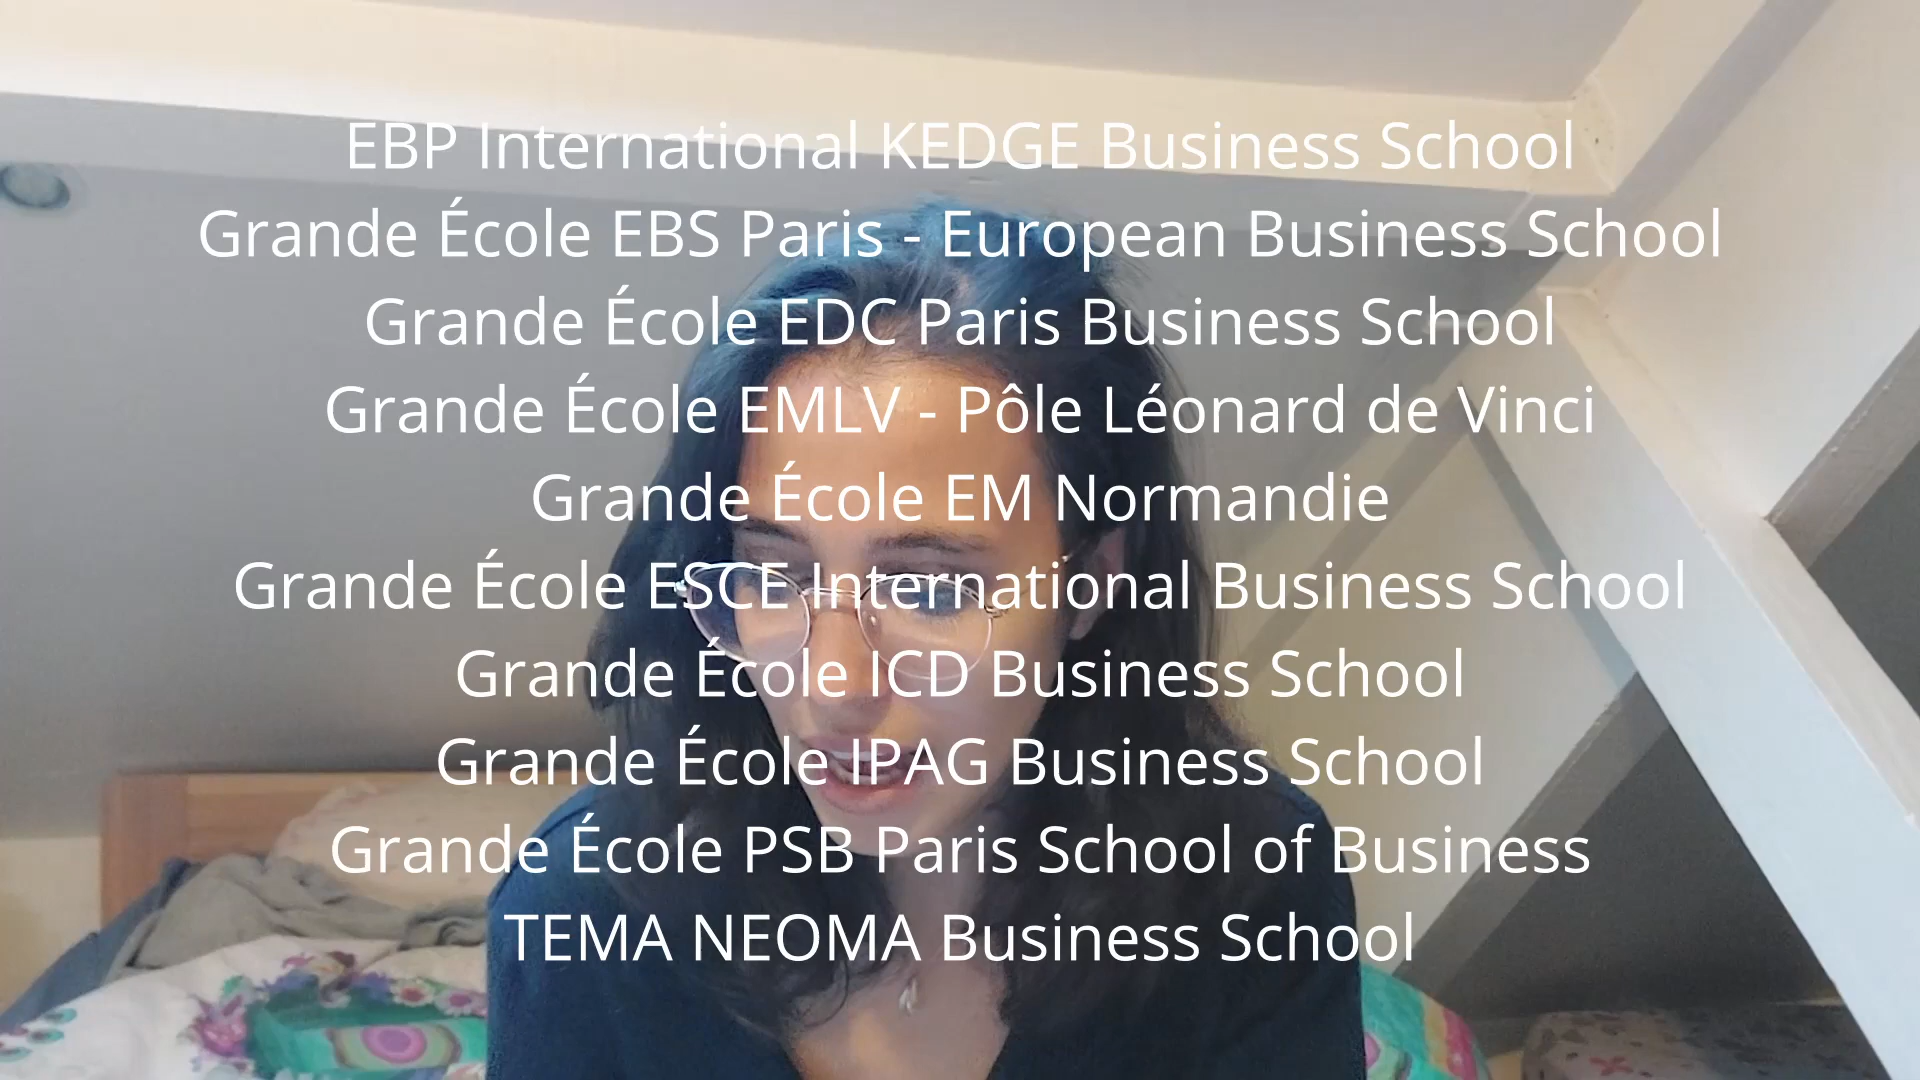 EBP International KEDGE Business School
Grande École EBS Paris - European Business School
Grande École EDC Paris Business School
Grande École EMLV - Pôle Léonard de Vinci
Grande École EM Normandie
Grande École ESCE International Business School
Grande École ICD Business School
Grande École IPAG Business School
Grande École PSB Paris School of Business
TEMA NEOMA Business School